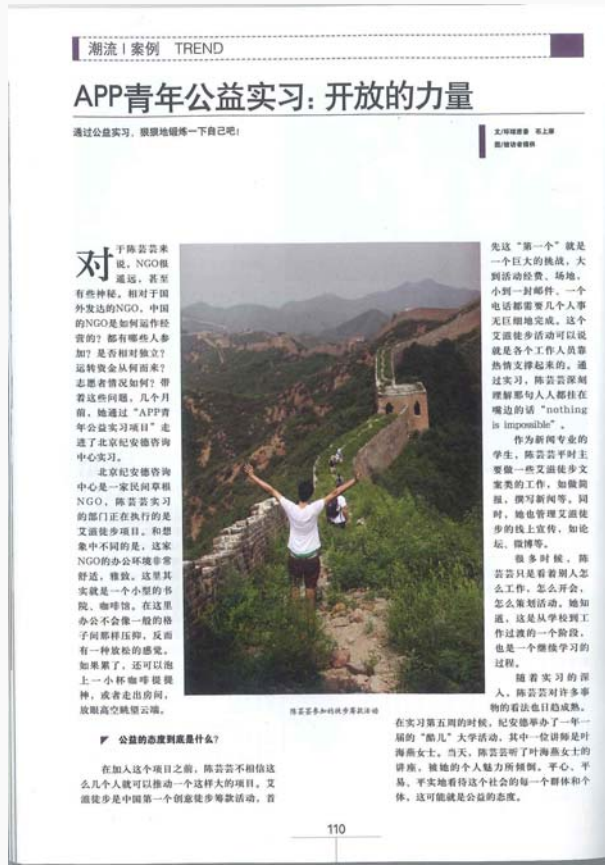 潮流 | 案例 TREND
APP青年公益实习：开放的力量
通过公益实习，狠狠地锻炼一下自己吧！
对于陈芸芸来
说，NGO很
遥远，甚至
有些神秘。相对于国
外发达的NGO，中国
的NGO是如何运作经
营的？都有哪些人参
加？是否相对独立？
运转资金从何而来？
志愿者情况如何？带
着这些问题，几个月
前，她通过“APP青
年公益实习项目”走
进了北京纪安德咨询
中心实习。
北京纪安德咨询
中心是一家民间草根
NGO，陈芸芸实习
的部门正在执行的是
艾滋徒步项目。和想
象中不同的是，这家
NGO的办公环境非常
舒适，雅致。这里其
实就是一个小型的书
院、咖啡馆。在这里
办公不会像一般的格
子间那样压抑，反而
有一种放松的感觉。
如果累了，还可以泡
上一小杯咖啡提提
神，或者走出房间，
放眼高空眺望云端。
公益的态度到底是什么？
在加入这个项目之前，陈芸芸不相信这
么几个人就可以推动一个这样大的项目。艾
滋徒步是中国第一个创意徒步筹款活动，首
陈芸芸参加的徒步筹款活动
先这“第一个”就是
一个巨大的挑战，大
到活动经费、场地，
小到一封邮件、一个
电话都需要几个人事
无巨细地完成。这个
艾滋徒步活动可以说
就是各个工作人员靠
热情支撑起来的。通
过实习，陈芸芸深刻
理解那句人人都挂在
嘴边的话“nothing
is impossible”。
作为新闻专业的
学生，陈芸芸平时主
要做一些艾滋徒步文
案类的工作，如做简
报，撰写新闻等。同
时，她也管理艾滋徒
步的线上宣传，如论
坛、微博等。
很多时候，陈
芸芸只是看着别人怎
么工作，怎么开会，
怎么策划活动。她知
道，这是从学校到工
作过渡的一个阶段，
也是一个继续学习的
过程。
随着实习的深
入，陈芸芸对许多事
物的看法也日趋成熟。
在实习第五周的时候，纪安德举办了一年一
届的“酷儿”大学活动，其中一位讲师是叶
海燕女士。当天，陈芸芸听了叶海燕女士的
讲座，被她的个人魅力所倾倒。平心、平
易、平实地看待这个社会的每一个群体和个
体，这可能就是公益的态度。
110